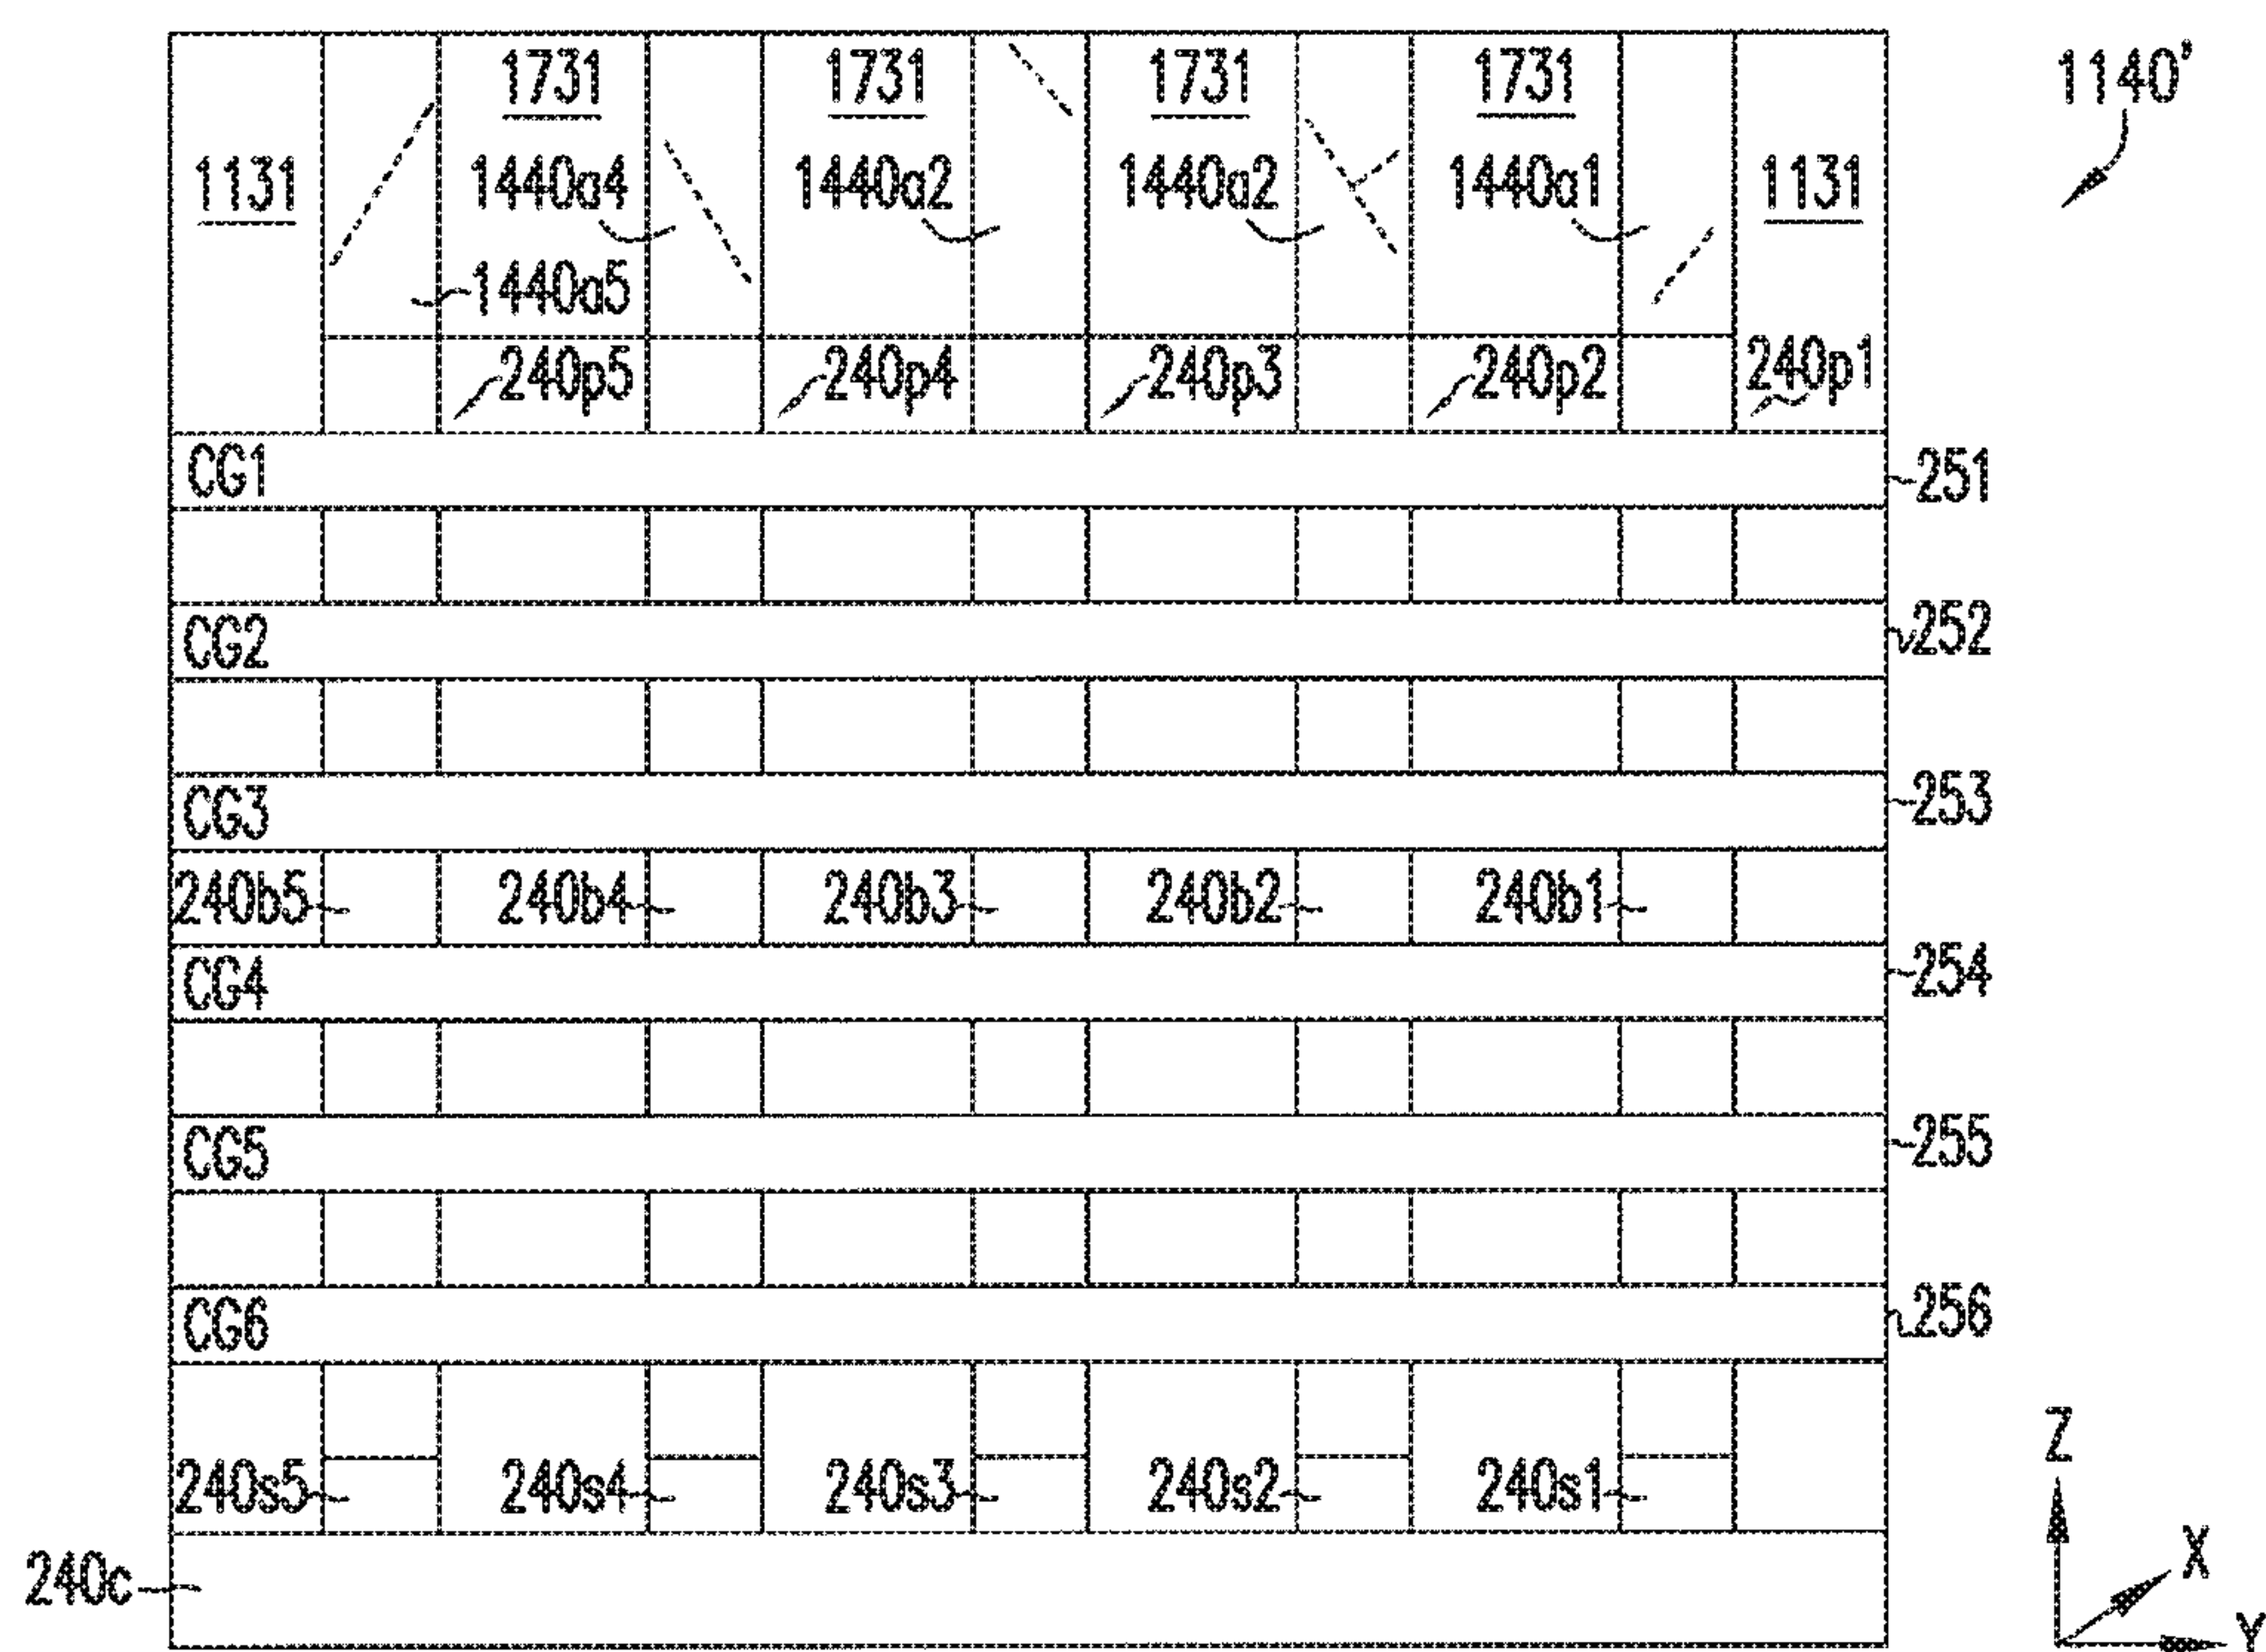 1731 1731 1731 1731 1140'
1131 1440a4 1440a2 1440a2 1440a1 1131
1440a5
240p5 240p4 240p3 240p2 240p1
CG1 251
CG2 252
CG3 253
240b5 240b4 240b3 240b2 240b1
CG4 254
CG5 255
CG6 256
240s5 240s4 240s3 240s2 240s1
240c
Z
X
Y